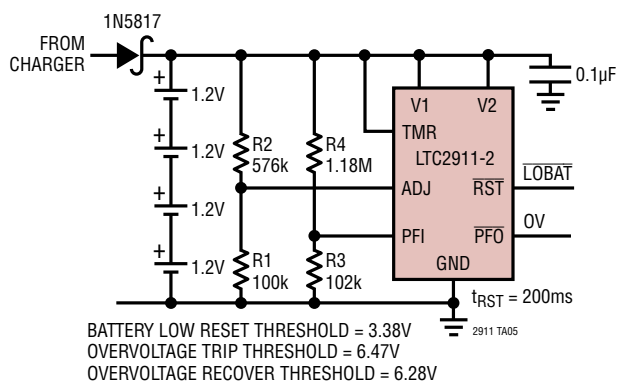 1N5817
FROM
CHARGER
0.1µF
+
1.2V
+
1.2V
+
1.2V
+
1.2V
R2
576k
R4
1.18M
R1
100k
R3
102k
V1
V2
TMR
LTC2911-2
ADJ
RST
LOBAT
PFI
PFO
OV
GND
tRST = 200ms
2911 TA05
BATTERY LOW RESET THRESHOLD = 3.38V
OVERVOLTAGE TRIP THRESHOLD = 6.47V
OVERVOLTAGE RECOVER THRESHOLD = 6.28V